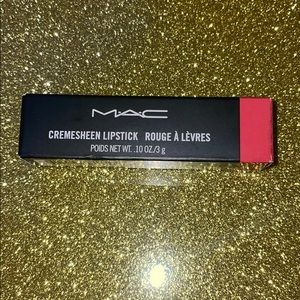 MAC
CREMESHEEN LIPSTICK ROUGE À LÈVRES
POIDS NET WT. .10 OZ./3 g